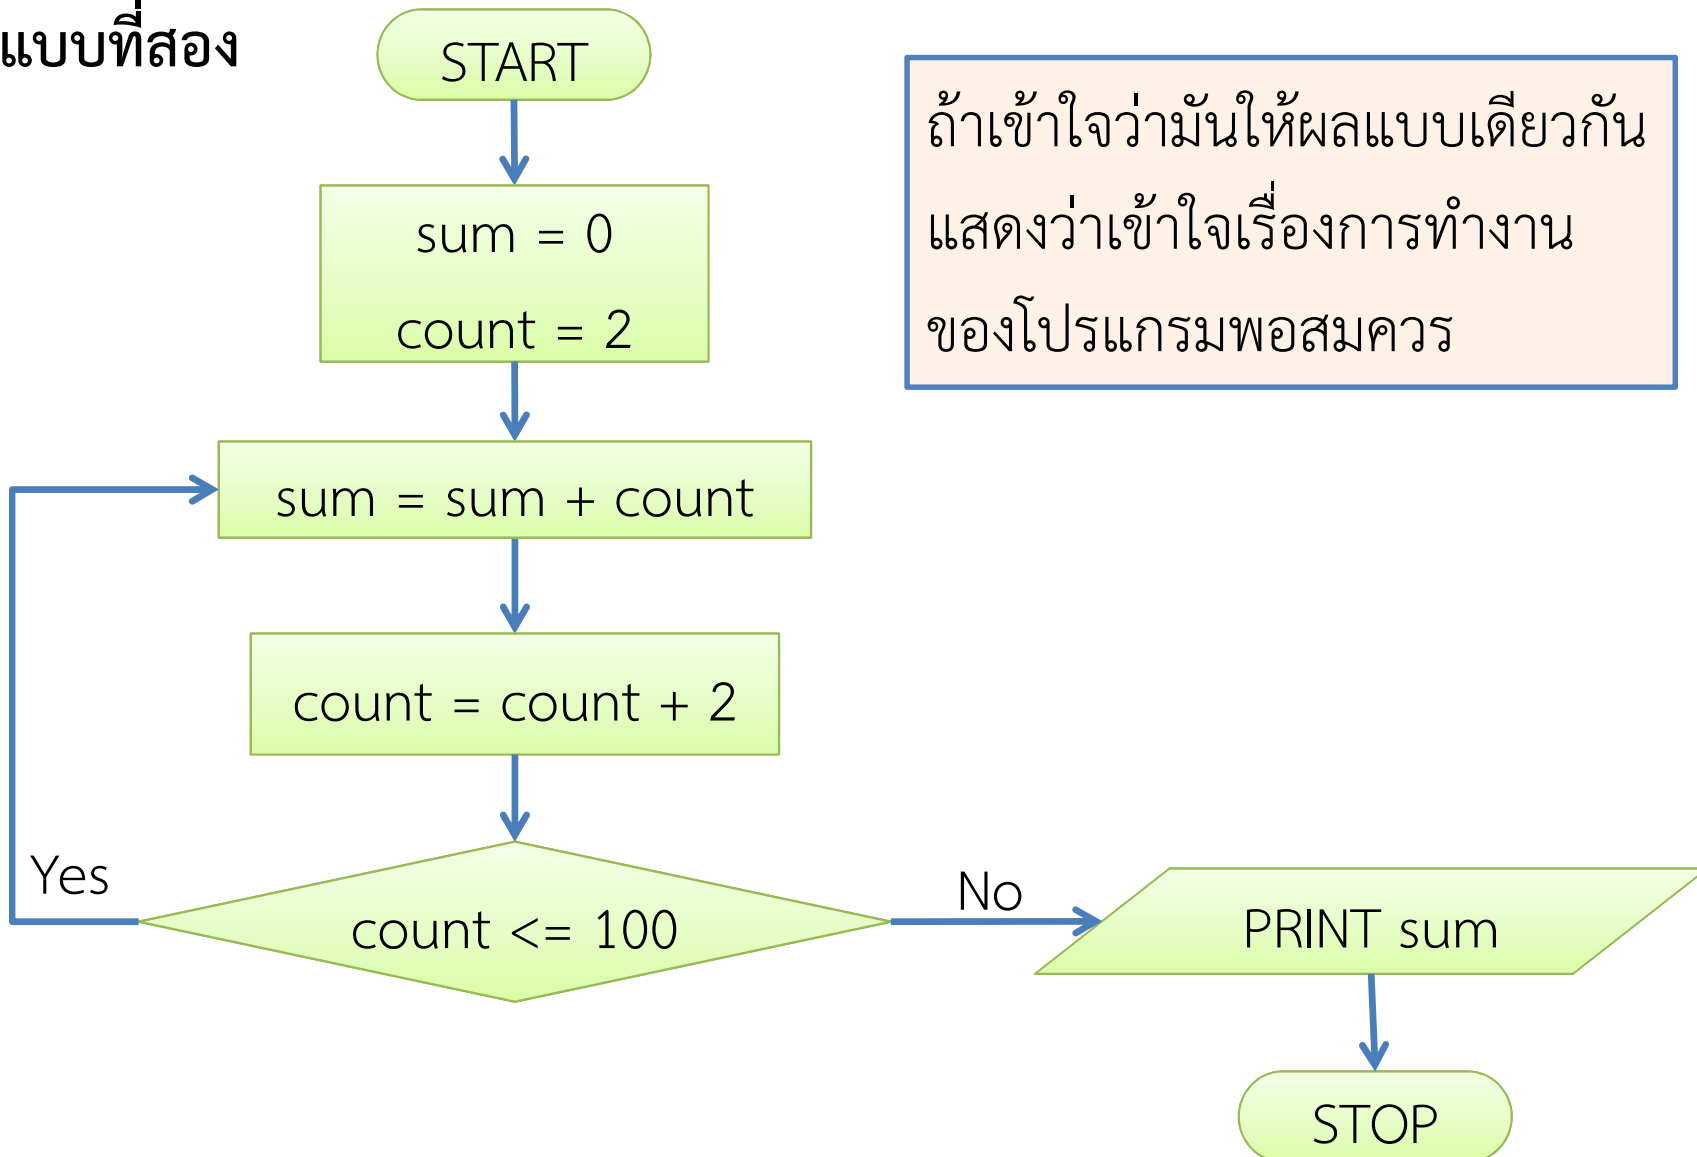 แบบที่สอง
START
ถ้าเข้าใจว่ามันให้ผลแบบเดียวกัน
แสดงว่าเข้าใจเรื่องการทำงาน
ของโปรแกรมพอสมควร
sum = 0
count = 2
sum = sum + count
count = count + 2
Yes
count <= 100
No
PRINT sum
STOP